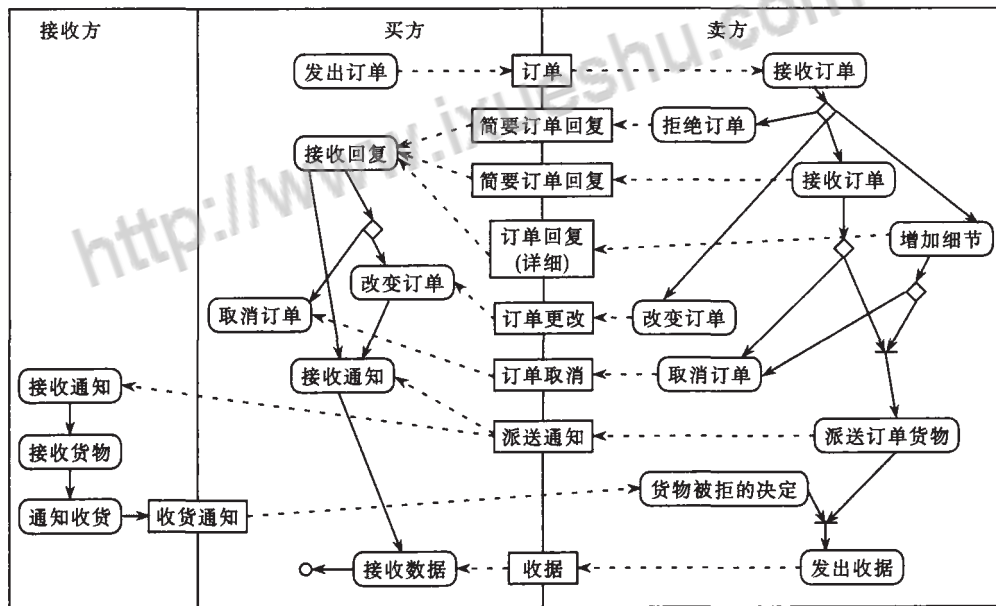 接收方
买方
卖方
发出订单
订单
接收订单
简要订单回复
拒绝订单
接收回复
简要订单回复
接收订单
订单回复
(详细)
增加细节
改变订单
取消订单
订单更改
改变订单
接收通知
接收通知
订单取消
取消订单
派送通知
派送订单货物
接收货物
货物被拒的决定
通知收货
收货通知
接收数据
收据
发出收据
http://www.ixueshu.com